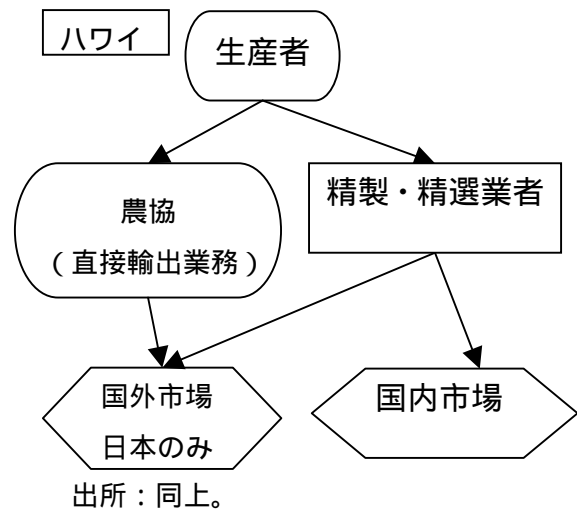 ハワイ
生産者
農協
（直接輸出業務）
精製・精選業者
国外市場
日本のみ
国内市場
出所：同上。